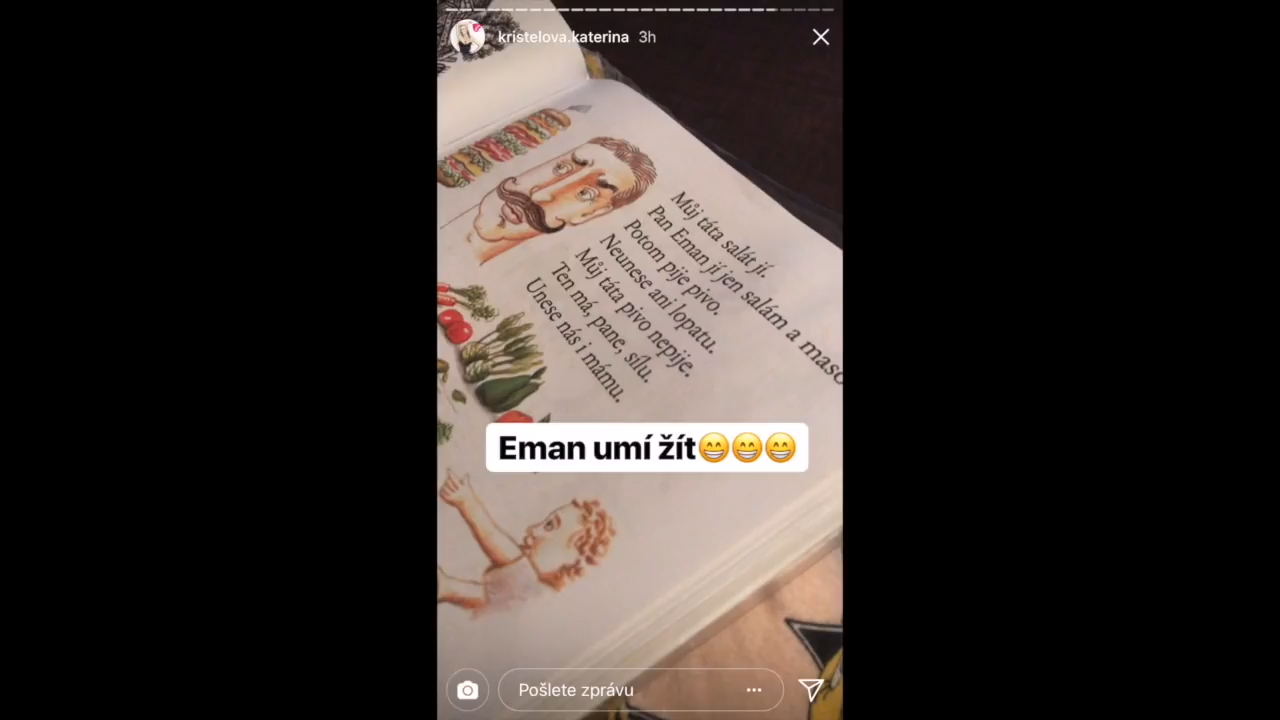 kristelova.katerina 3h
Můj táta salát jí.
Pan Eman jí jen salám a maso
Potom pije pivo.
Neunese ani lopatu.
Můj táta pivo nepije.
Ten má, pane, sílu.
Unese nás i mámu.
Eman umí žít😁😁😁
Pošlete zprávu